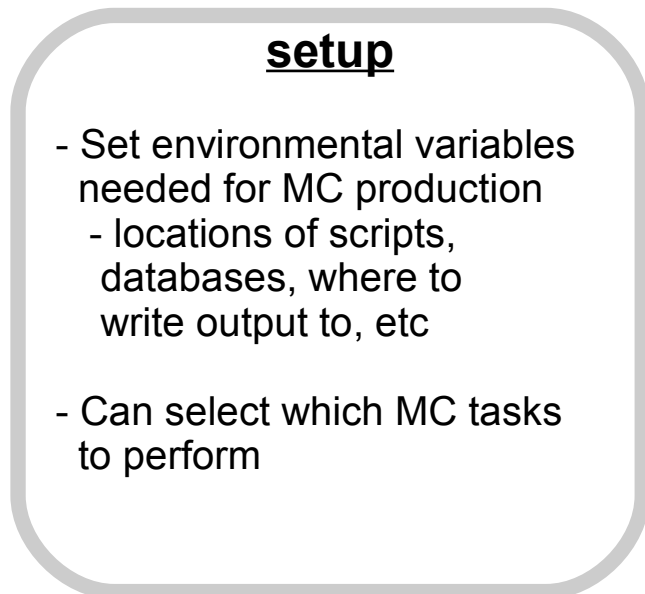 setup
- Set environmental variables
needed for MC production
- locations of scripts,
databases, where to
write output to, etc
- Can select which MC tasks
to perform